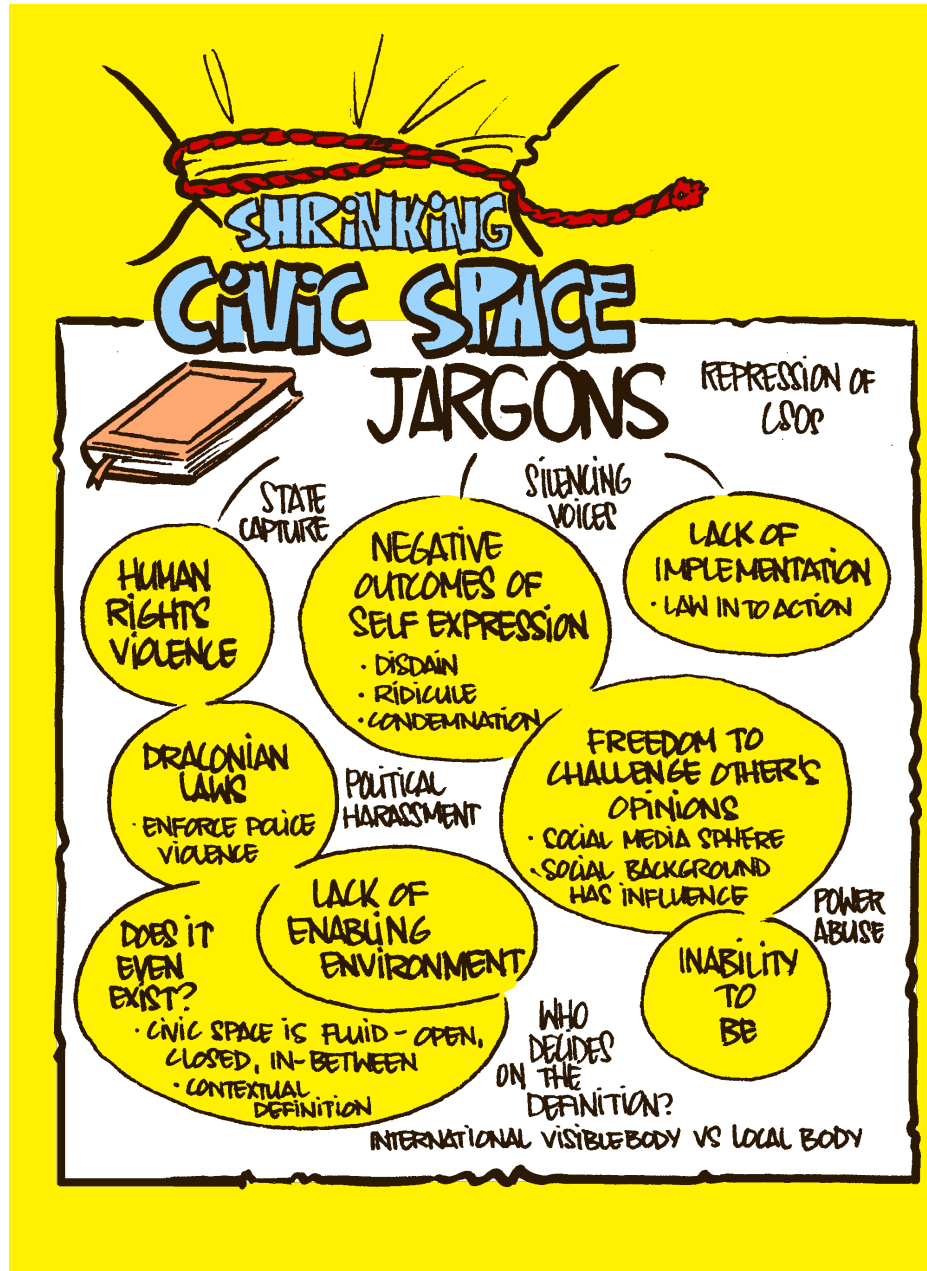 SHRINKING
CIVIC SPACE
JARGONS
REPRESSION OF
CSOS
STATE
CAPTURE
SILENCING
VOICES
HUMAN
RIGHTS
VIOLENCE
NEGATIVE
OUTCOMES OF
SELF EXPRESSION
· DISDAIN
· RIDICULE
· CONDEMNATION
LACK OF
IMPLEMENTATION
· LAW INTO ACTION
DRACONIAN
LAWS
· ENFORCE POLICE
VIOLENCE
POLITICAL
HARASSMENT
FREEDOM TO
CHALLENGE OTHER'S
OPINIONS
· SOCIAL MEDIA SPHERE
· SOCIAL BACKGROUND
HAS INFLUENCE
LACK OF
ENABLING
ENVIRONMENT
POWER
ABUSE
DOES IT
EVEN
EXIST?
· CIVIC SPACE IS FLUID - OPEN,
CLOSED, IN-BETWEEN
· CONTEXTUAL
DEFINITION
INABILITY
TO
BE
WHO
DECIDES
ON THE
DEFINITION?
INTERNATIONAL VISIBLE BODY VS LOCAL BODY